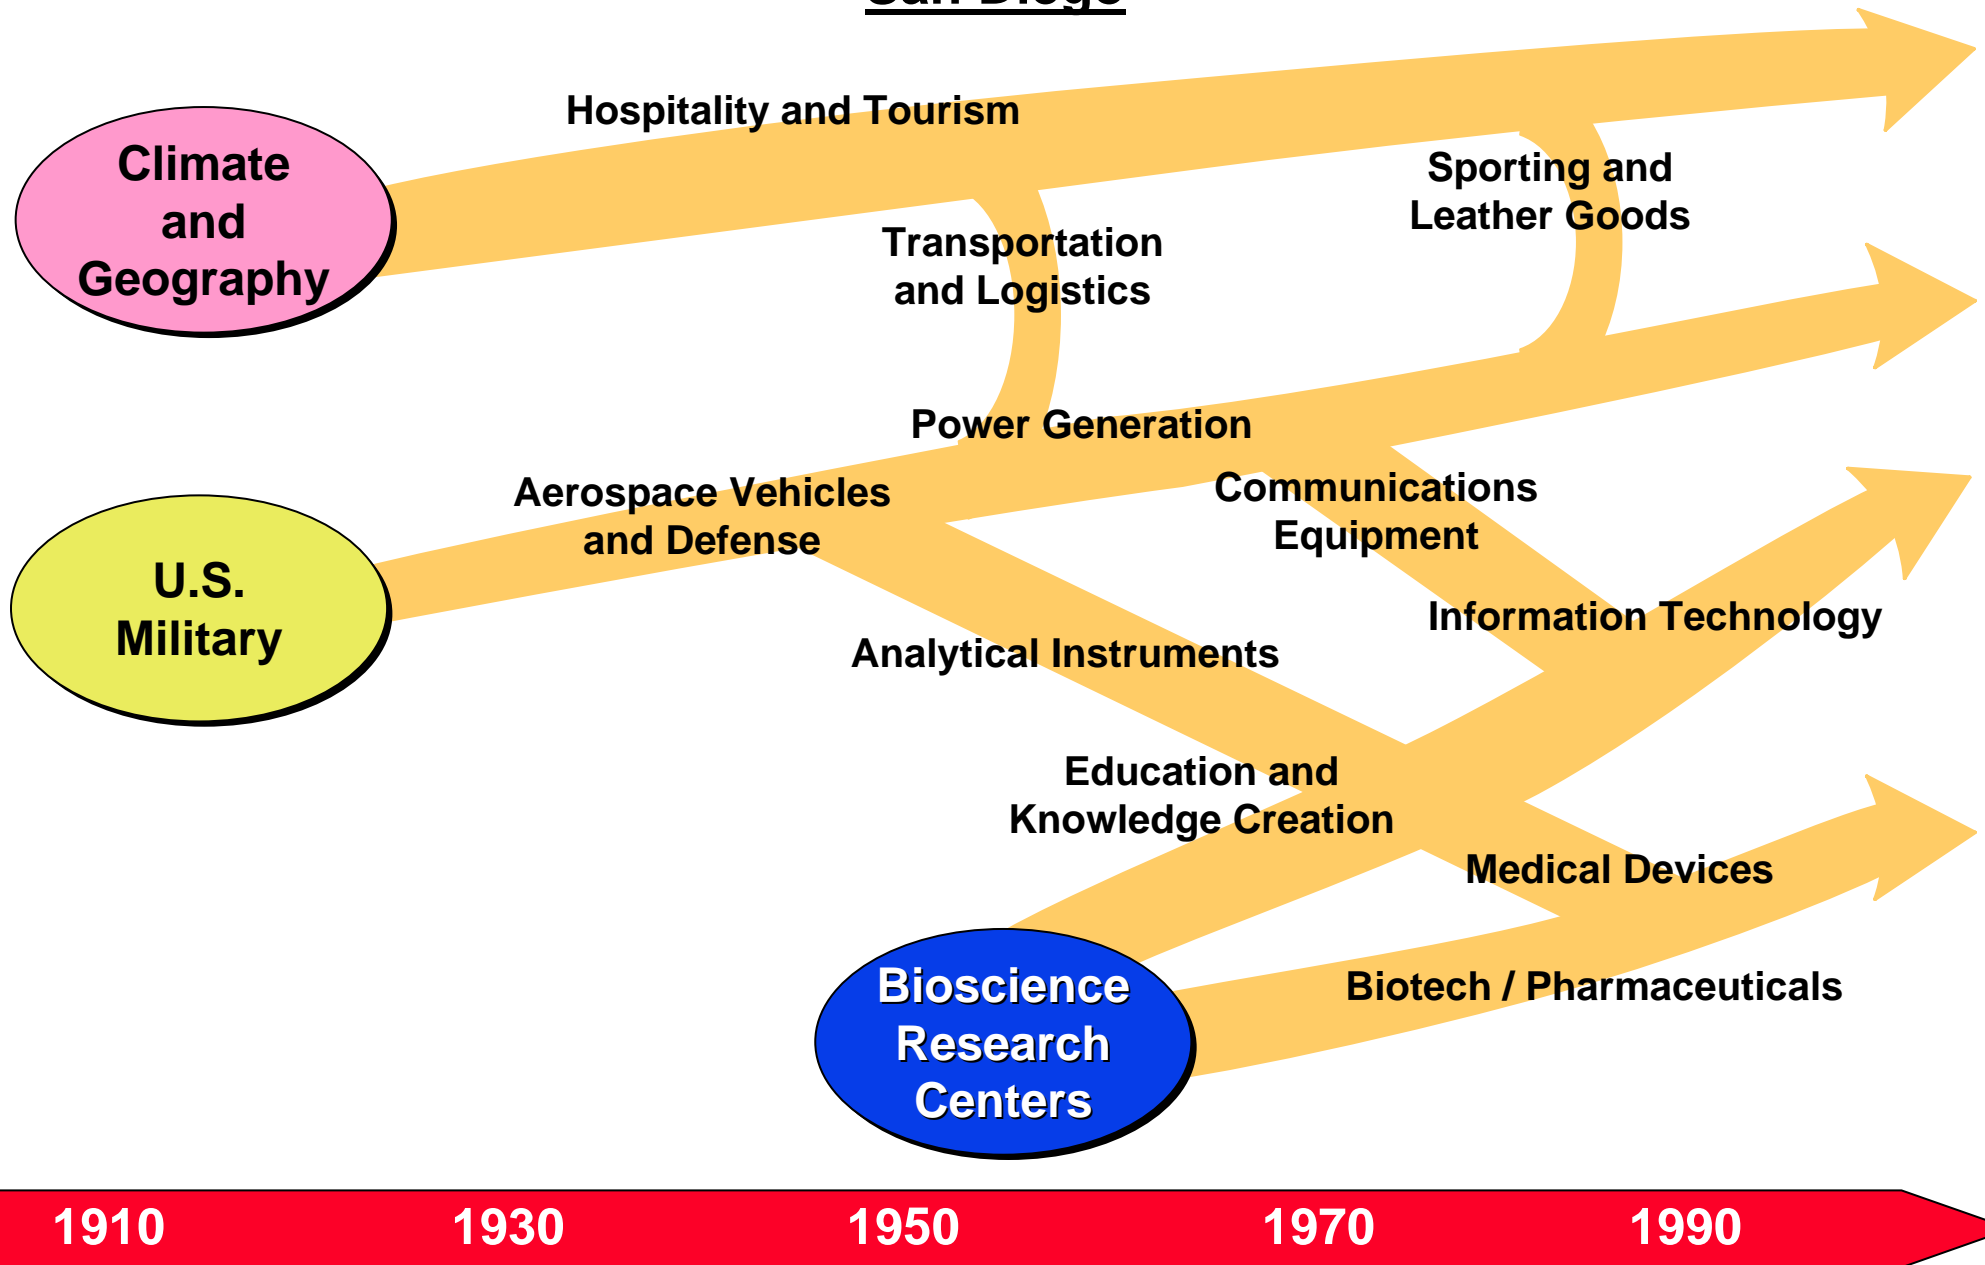 San Diego
Hospitality and Tourism
Climate
and
Geography
Sporting and
Leather Goods
Transportation
and Logistics
Power Generation
Aerospace Vehicles
and Defense
Communications
Equipment
U.S.
Military
Information Technology
Analytical Instruments
Education and
Knowledge Creation
Medical Devices
Bioscience
Research
Centers
Biotech / Pharmaceuticals
1910 1930 1950 1970 1990